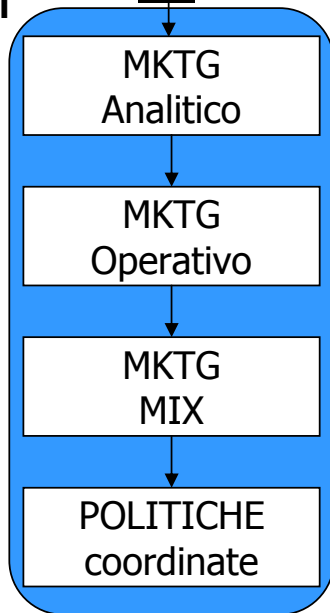 MKTG
Analitico
MKTG
Operativo
MKTG
MIX
POLITICHE
coordinate